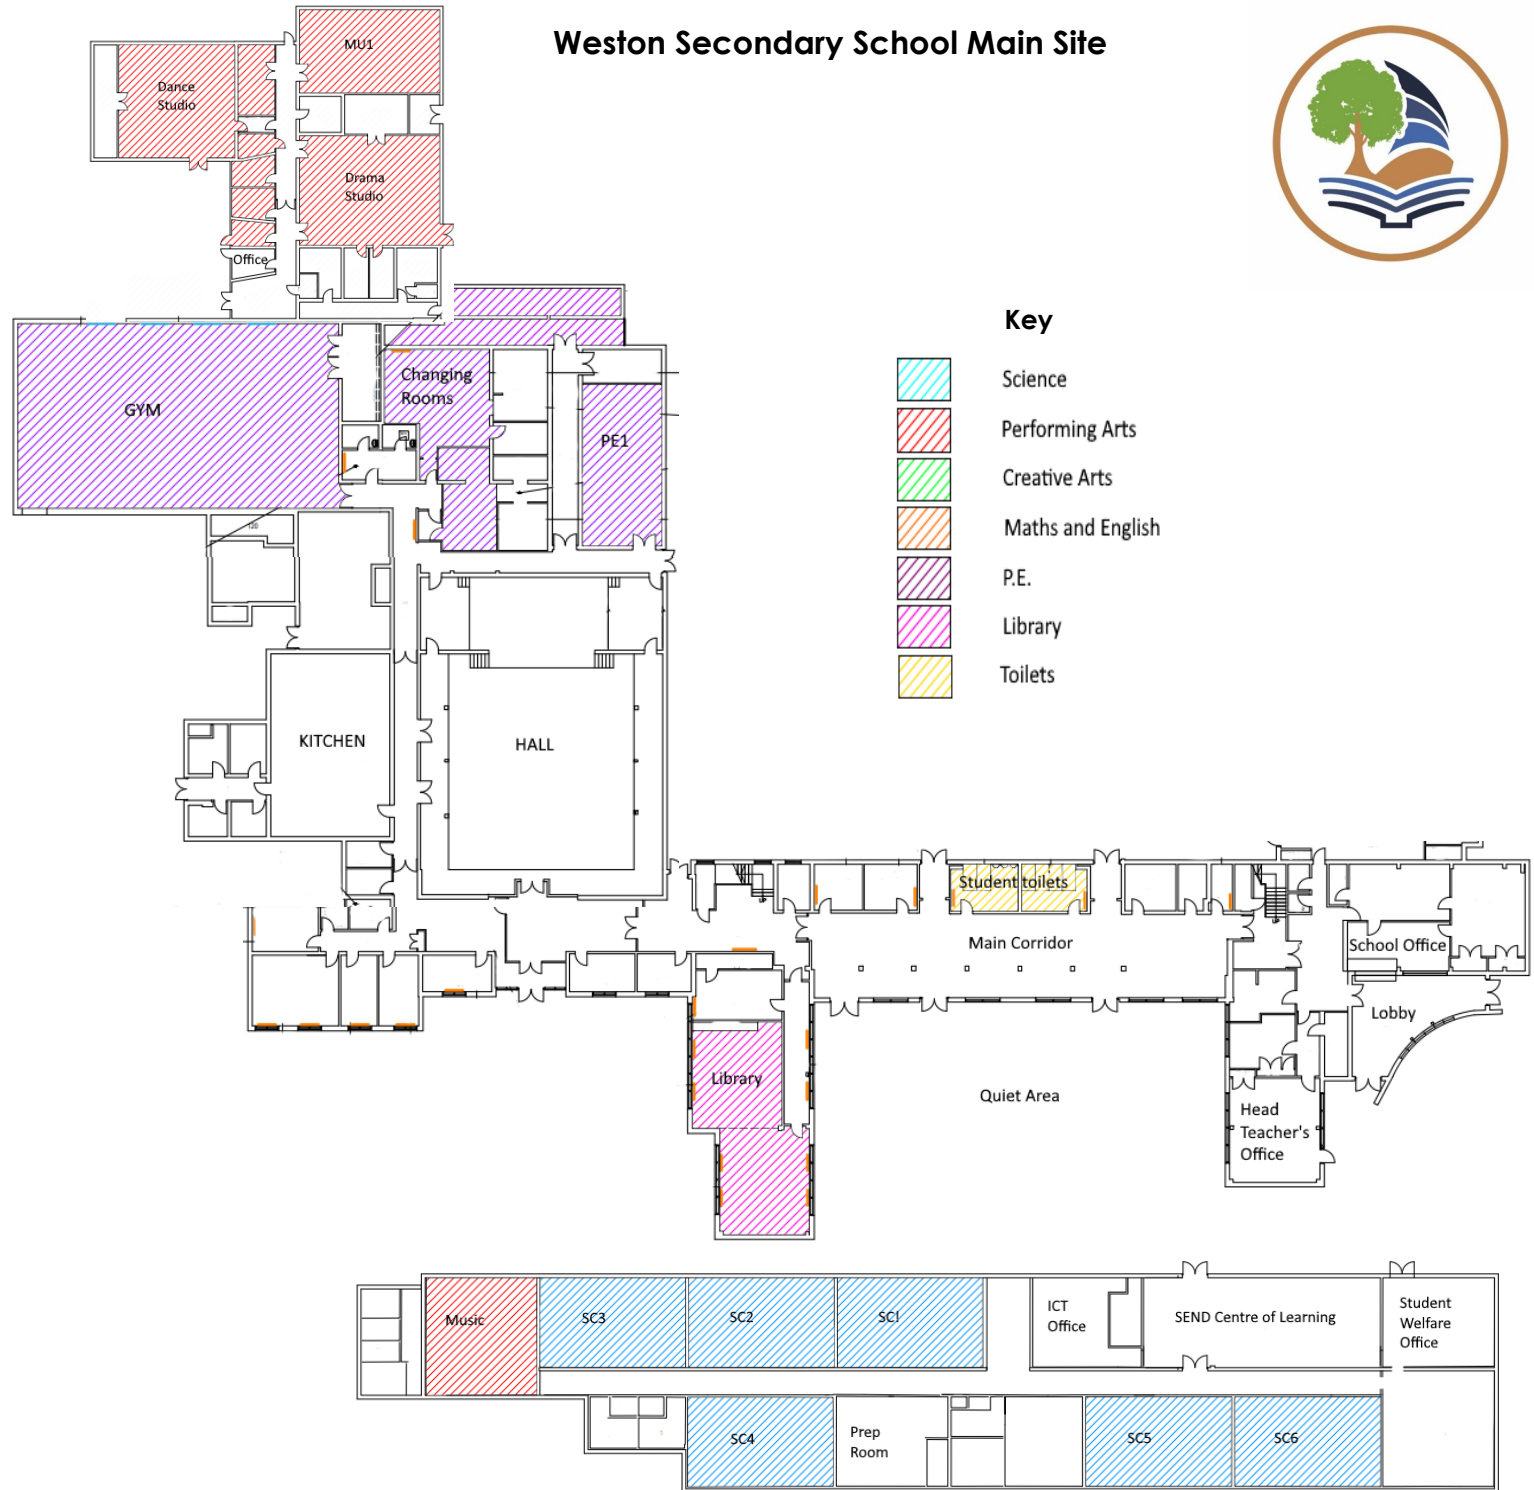 Weston Secondary School Main Site
MU1
Dance
Studio
Drama
Studio
Office
Key
Science
Performing Arts
Creative Arts
Maths and English
P.E.
Library
Toilets
GYM
Changing
Rooms
PE1
120
KITCHEN
HALL
Student toilets
Main Corridor
School Office
Lobby
Library
Quiet Area
Head
Teacher's
Office
Music
SC3
SC2
SC!
ICT
Office
SEND Centre of Learning
Student
Welfare
Office
SC4
Prep
Room
SC5
SC6